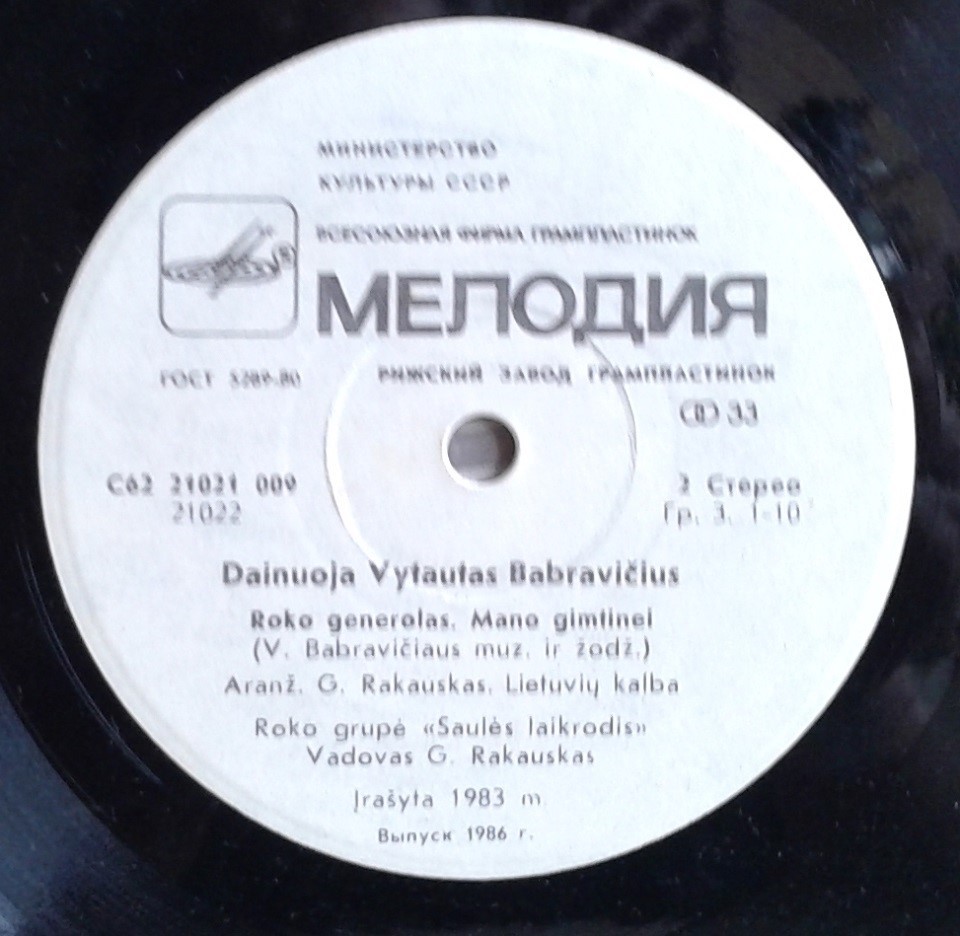 МИНИСТЕРСТВО
КУЛЬТУРЫ СССР
ВСЕСОЮЗНАЯ ФИРМА ГРАМПЛАСТИНОК
МЕЛОДИЯ
ГОСТ 5289-80 РИЖСКИЙ ЗАВОД ГРАМПЛАСТИНОК
33
С62 21021 009 2 Стерео
21022 Гр. 3. 1-10
Dainuoja Vytautas Babravičius
Roko generolas. Mano gimtinei
(V. Babravičiaus muz. ir žodž.)
Aranž. G. Rakauskas. Lietuvių kalba
Roko grupė «Saulės laikrodis»
Vadovas G. Rakauskas
Įrašyta 1983 m.
Выпуск 1986 г.